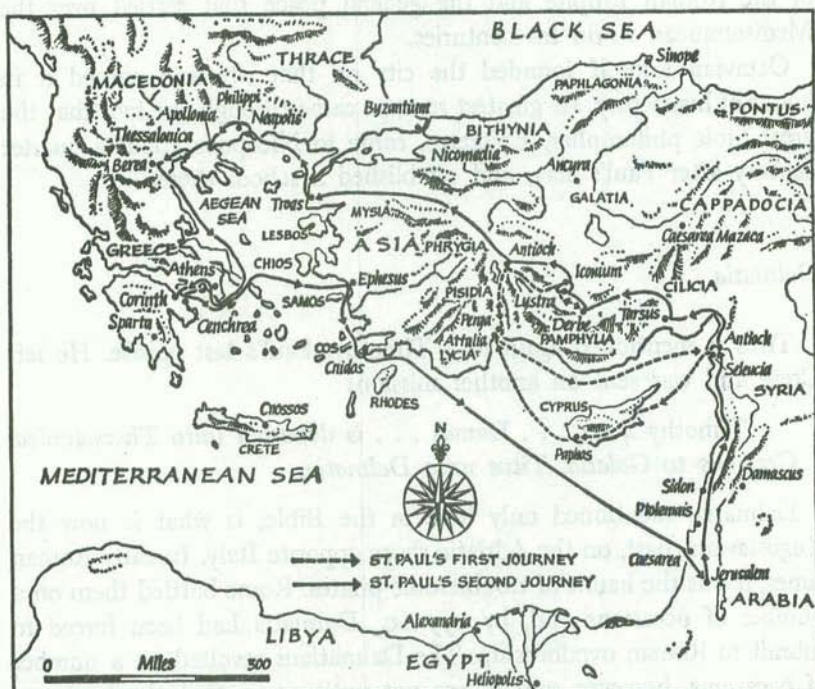 BLACK SEA
Sinope
THRACE
PAPHLAGONIA
MACEDONIA
Philippi
PONTUS
Apollonia
Neapolis
Byzantium
BITHYNIA
Thessalonica
Nicomedia
Ancyra
Berea
GALATIA
CAPPADOCIA
AEGEAN
SEA
Troas
MYSIA
LESBOS
ASIA
PHRYGIA
Antioch
Caesarea Mazaca
GREECE
CHIOS
Iconium
Athens
Ephesus
CILICIA
Corinth
SAMOS
PISIDIA
Lustra
Tarsus
Sparta
Perga
Derbe
Cenchrea
Attalia
PAMPHILIA
Antioch
COS
LYCIA
Seleucia
Cnidos
RHODES
SYRIA
CYPRUS
Cnossos
Paphos
CRETE
N
Damascus
MEDITERRANEAN SEA
Sidon
Ptolemais
ST. PAUL'S FIRST JOURNEY
Caesarea
ST. PAUL'S SECOND JOURNEY
Jerusalem
ARABIA
LIBYA
Alexandria
0 Miles 300
EGYPT
Heliopolis